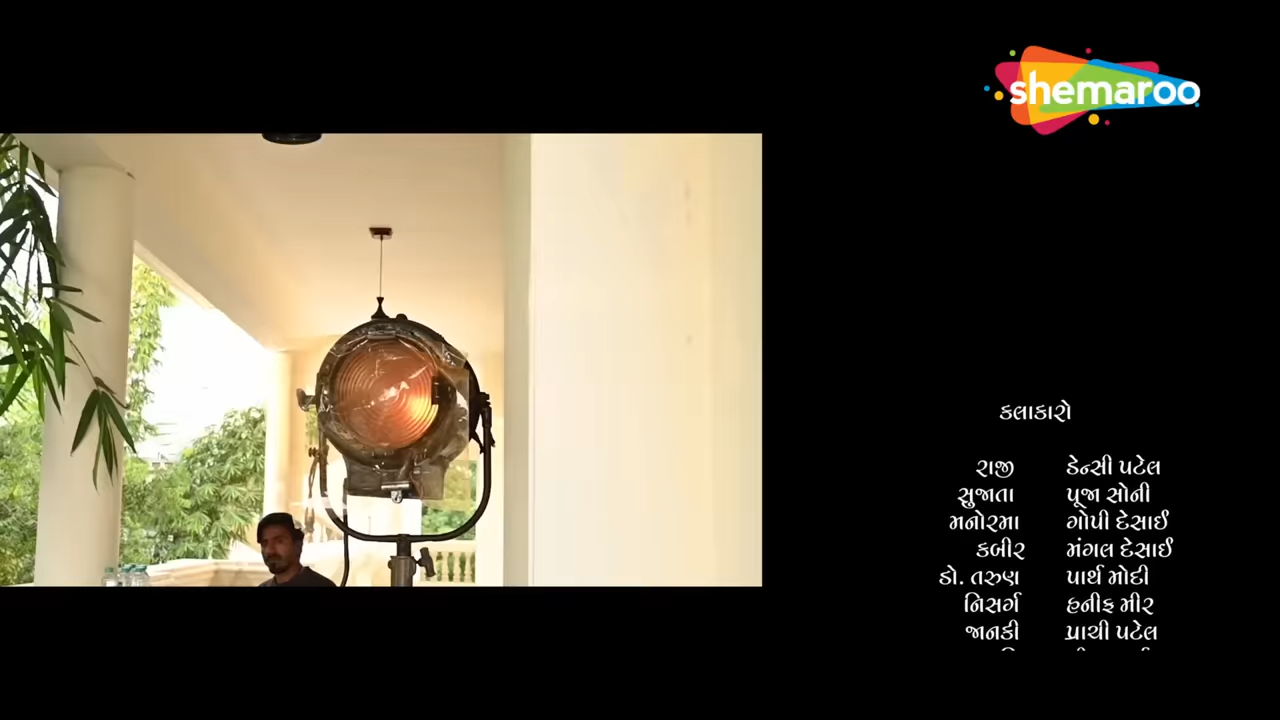 shemaroo
કલાકારો
રાજી ડેન્સી પટેલ
સુજાતા પૂજા સોની
મનોરમા ગોપી દેસાઈ
કબીર મંગલ દેસાઈ
ડો. તરુણ પાર્થ મોદી
નિસર્ગ હનીફ મીર
જાનકી પ્રાચી પટેલ